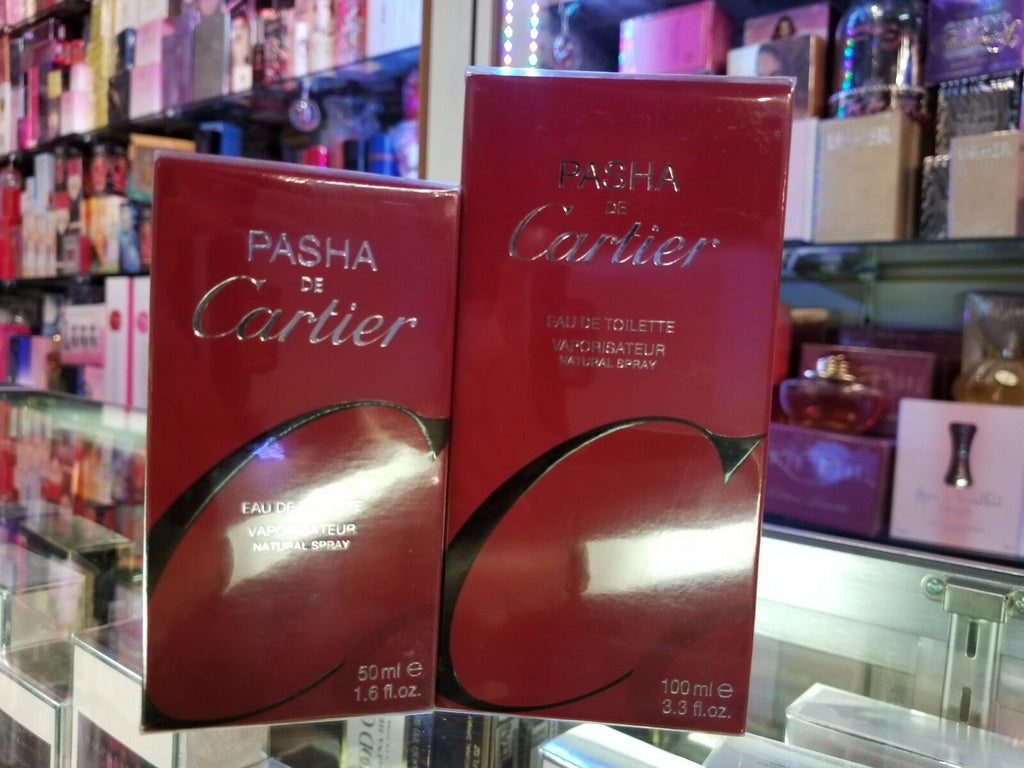 PASHA
DE
Cartier
EAU DE
VAPORISATEUR
NATURAL SPRAY
50 ml e
1.6 fl.oz.
PASHA
DE
Cartier
EAU DE TOILETTE
VAPORISATEUR
NATURAL SPRAY
100 ml e
3.3 fl.oz.